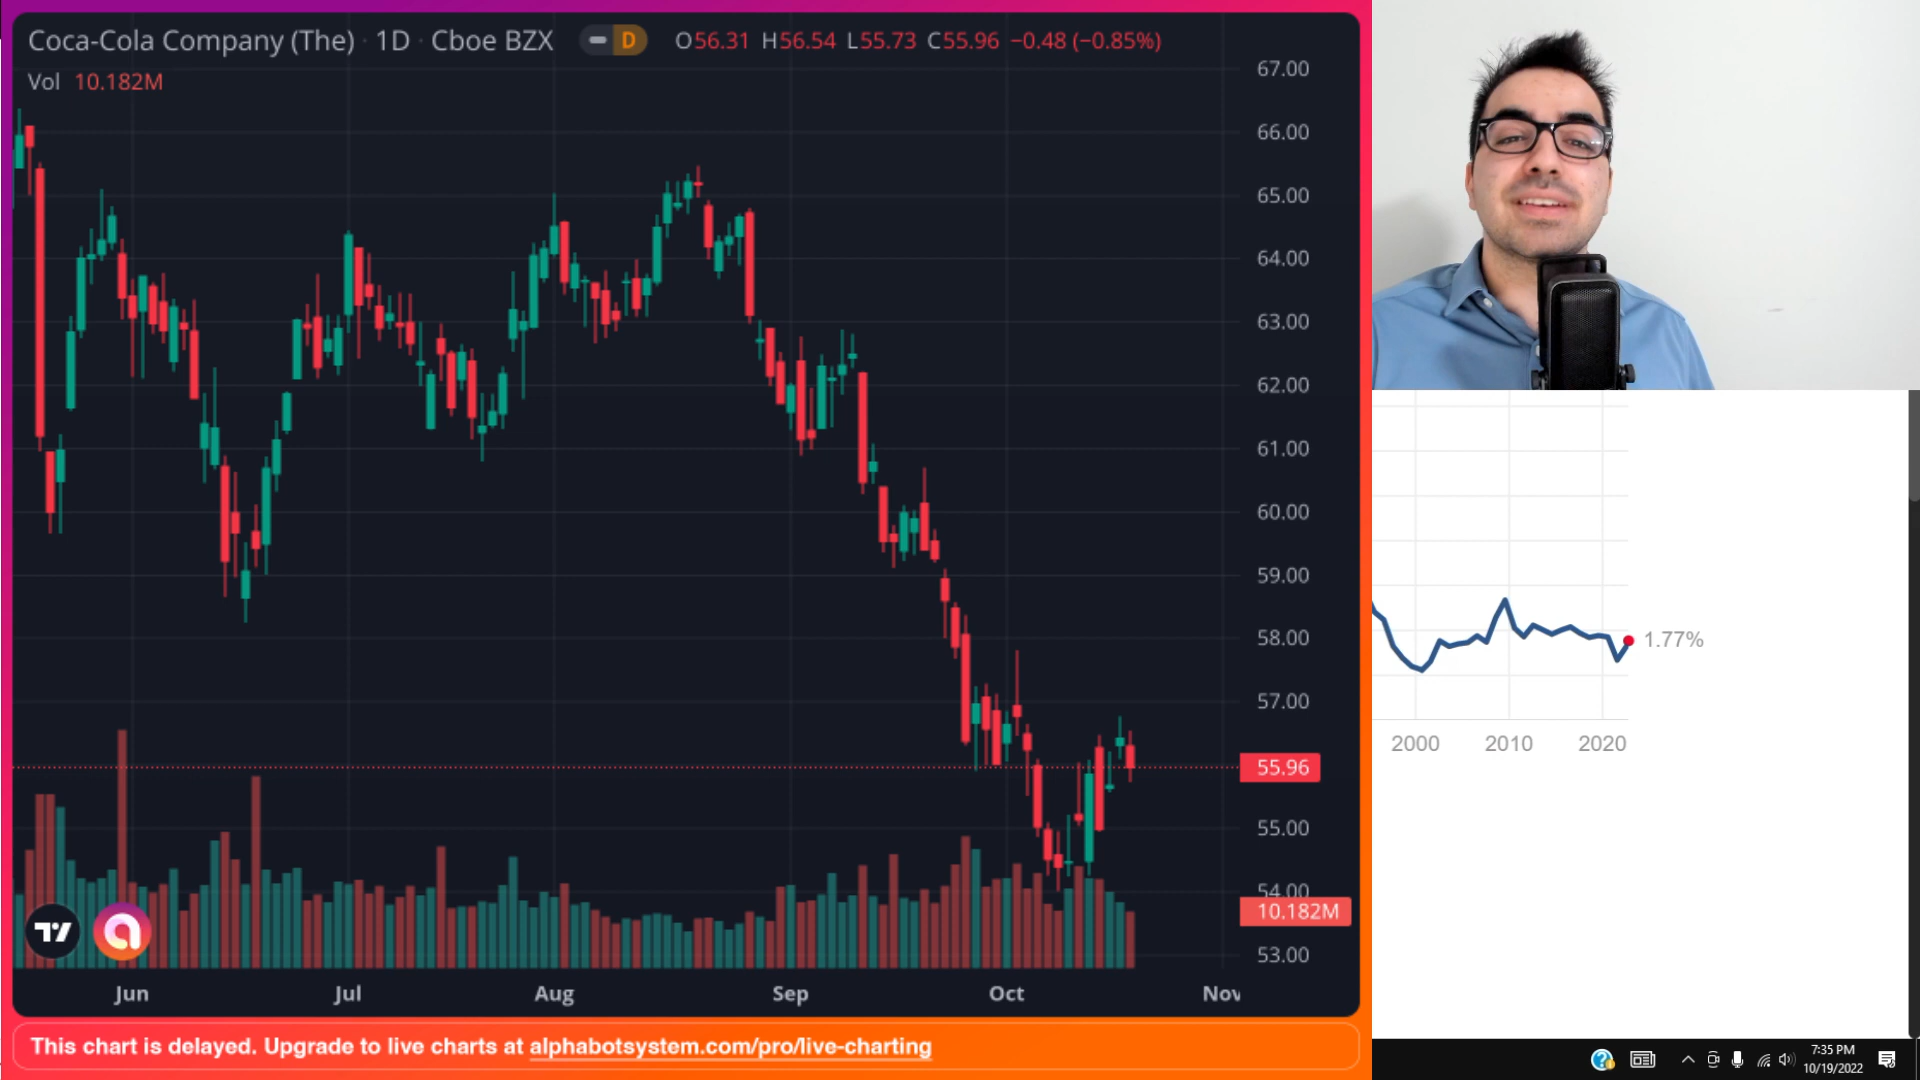 Coca-Cola Company (The) · 1D · Cboe BZX D O56.31 H56.54 L55.73 C55.96 −0.48 (−0.85%)
Vol 10.182M
67.00
66.00
65.00
64.00
63.00
62.00
61.00
60.00
59.00
58.00
57.00
55.96
55.00
54.00
10.182M
53.00
Jun Jul Aug Sep Oct Nov
This chart is delayed. Upgrade to live charts at alphabotsystem.com/pro/live-charting
1.77%
2000 2010 2020
7:35 PM
10/19/2022